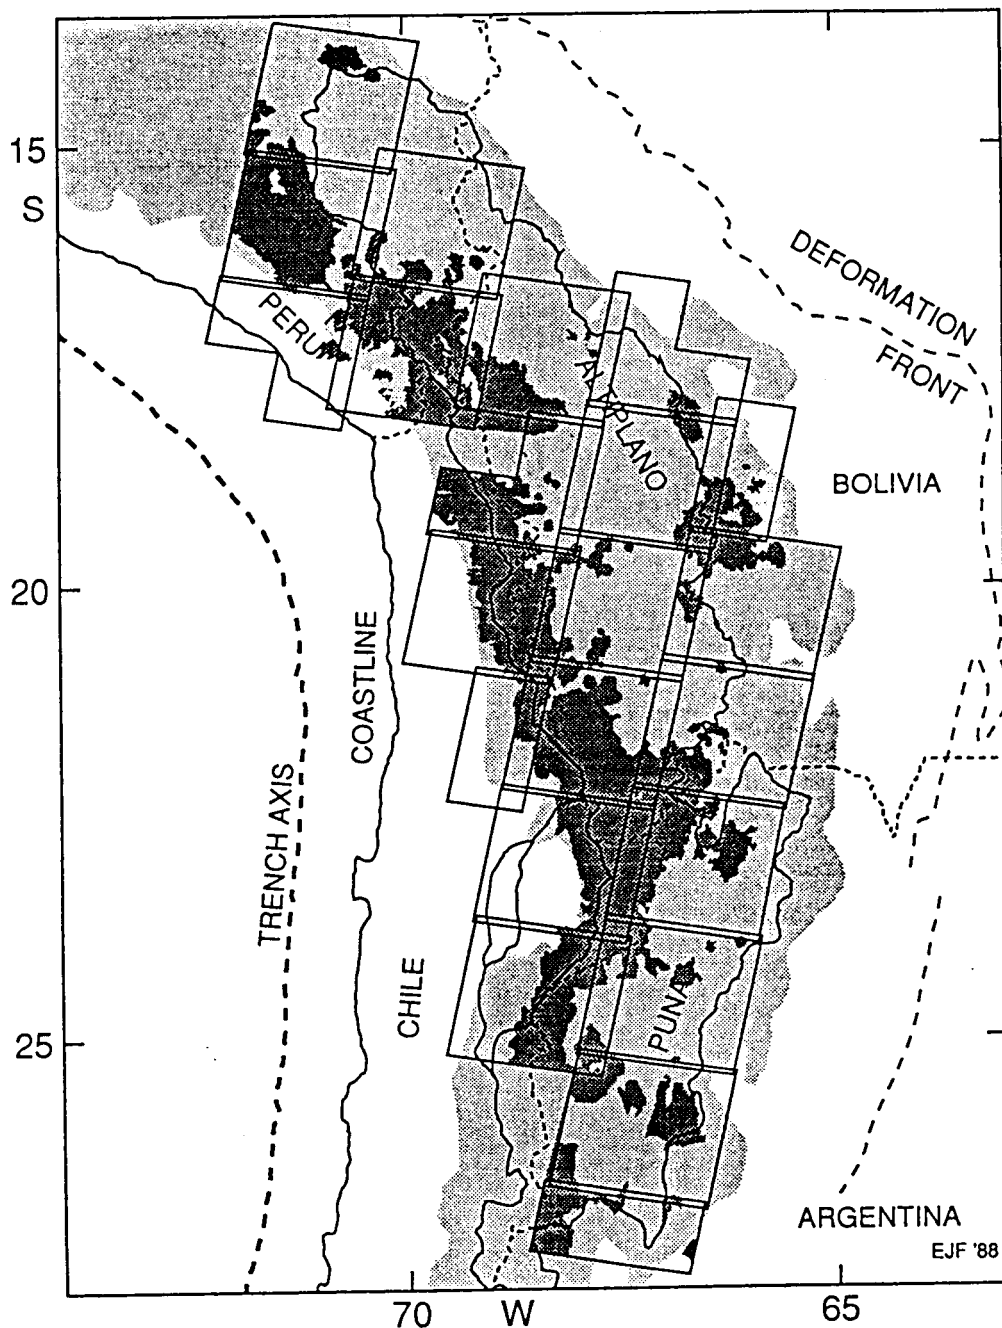 15
S
DEFORMATION
FRONT
PERU
ALTIPLANO
BOLIVIA
20
COASTLINE
TRENCH AXIS
CHILE
PUNA
25
ARGENTINA
EJF '88
70
W
65